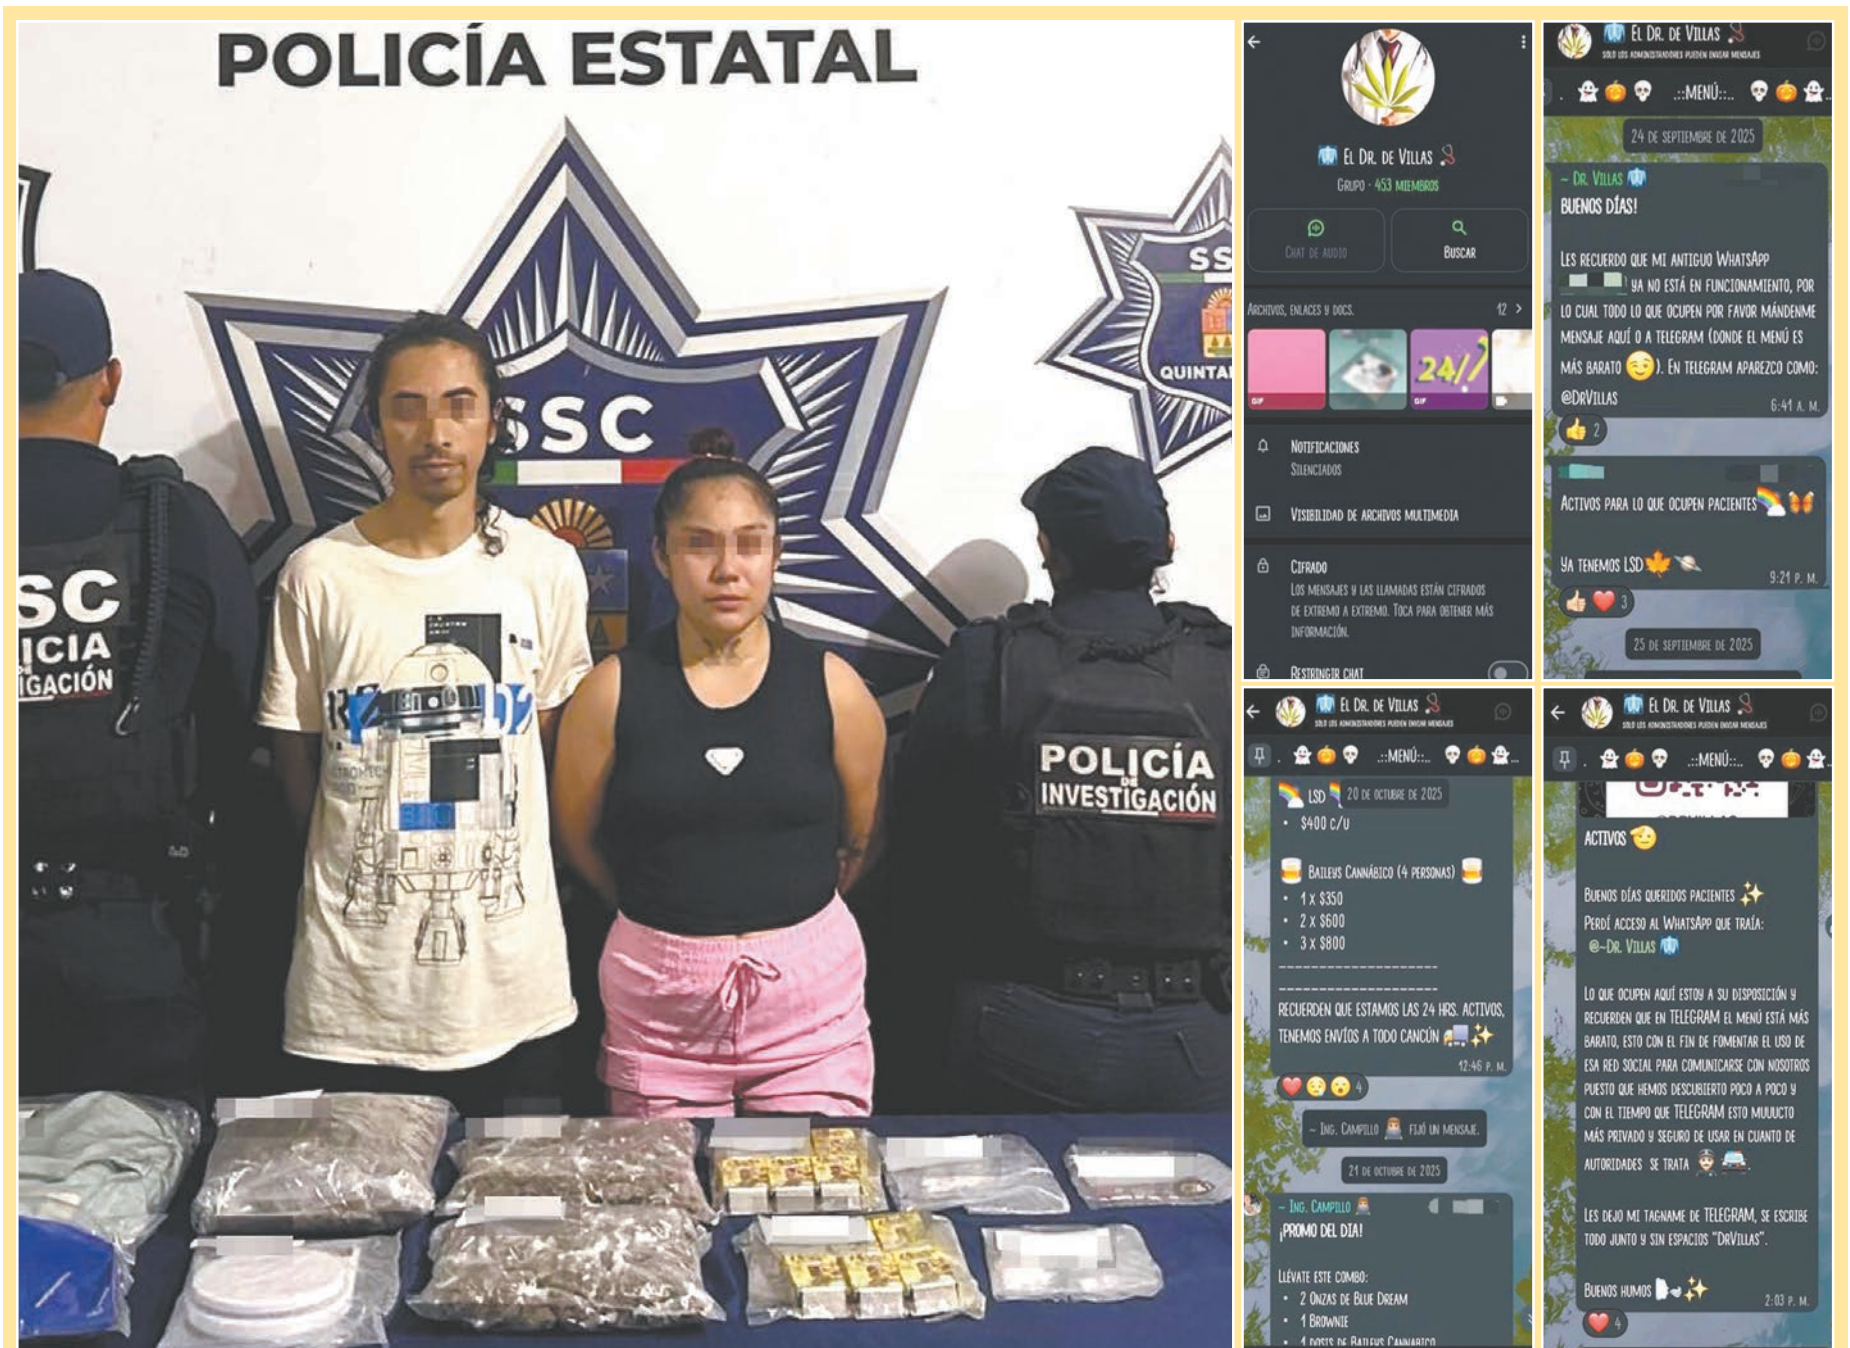 POLICÍA ESTATAL
SSC
SS
QUINTA
SC
ICIA
IGACIÓN
POLICÍA
DE
INVESTIGACIÓN
El Dr. de Villas
Grupo · 453 miembros
Chat de audio
Buscar
Archivos, enlaces y docs.
12 >
GIF
24/7
GIF
Notificaciones
Silenciados
Visibilidad de archivos multimedia
Cifrado
Los mensajes y las llamadas están cifrados
de extremo a extremo. Toca para obtener más
información.
Restringir chat
El Dr. de Villas
Solo los administradores pueden enviar mensajes
. 👻🎃💀 .::MENÚ::.. 💀🎃👻..
24 de septiembre de 2025
~ Dr. Villas
BUENOS DÍAS!
Les recuerdo que mi antiguo WhatsApp
ya no está en funcionamiento, por
lo cual todo lo que ocupen por favor mándenme
mensaje aquí o a Telegram (donde el menú es
más barato 😉). En Telegram aparezco como:
@DrVillas
6:41 a. m.
👍 2
Activos para lo que ocupen pacientes
Ya tenemos LSD🍁🪐
9:21 p. m.
👍❤️ 3
25 de septiembre de 2025
El Dr. de Villas
Solo los administradores pueden enviar mensajes
. 👻🎃💀 .::MENÚ::.. 💀🎃👻...
LSD
20 de octubre de 2025
• $400 c/u
Baileys Cannábico (4 personas)
• 1 x $350
• 2 x $600
• 3 x $800
--------------------
--------------------
Recuerden que estamos las 24 hrs. activos,
tenemos envíos a todo Cancún 🚚✨
12:46 p. m.
4
~ Ing. Campillo fijó un mensaje.
21 de octubre de 2025
~ Ing. Campillo
¡PROMO DEL DIA!
Llévate este combo:
• 2 Onzas de Blue Dream
• 1 Brownie
• 1 dosis de Baileys Cannabico
El Dr. de Villas
Solo los administradores pueden enviar mensajes
. 👻🎃💀 .::MENÚ::.. 💀🎃👻..
ACTIVOS 🫡
Buenos días queridos pacientes ✨
Perdí acceso al WhatsApp que traía:
@~Dr. Villas
Lo que ocupen aquí estoy a su disposición y
recuerden que en TELEGRAM el menú está más
barato, esto con el fin de fomentar el uso de
esa red social para comunicarse con nosotros
puesto que hemos descubierto poco a poco y
con el tiempo que TELEGRAM esto muuucto
más privado y seguro de usar en cuanto de
autoridades se trata 👮🚔.
Les dejo mi tagname de TELEGRAM, se escribe
todo junto y sin espacios "DrVillas".
Buenos humos
2:03 p. m.
❤️ 4